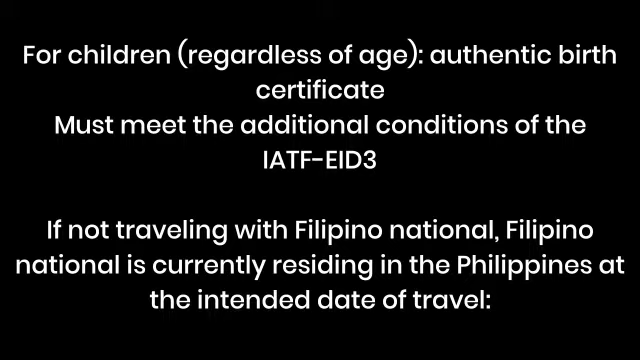 For children (regardless of age): authentic birth
certificate
Must meet the additional conditions of the
IATF-EID3

If not traveling with Filipino national, Filipino
national is currently residing in the Philippines at
the intended date of travel: